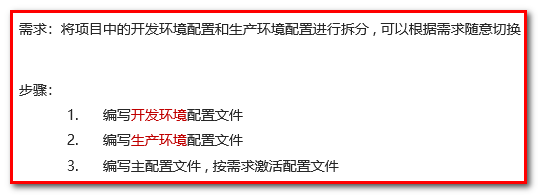 需求：将项目中的开发环境配置和生产环境配置进行拆分，可以根据需求随意切换
步骤：
1. 编写开发环境配置文件
2. 编写生产环境配置文件
3. 编写主配置文件，按需求激活配置文件